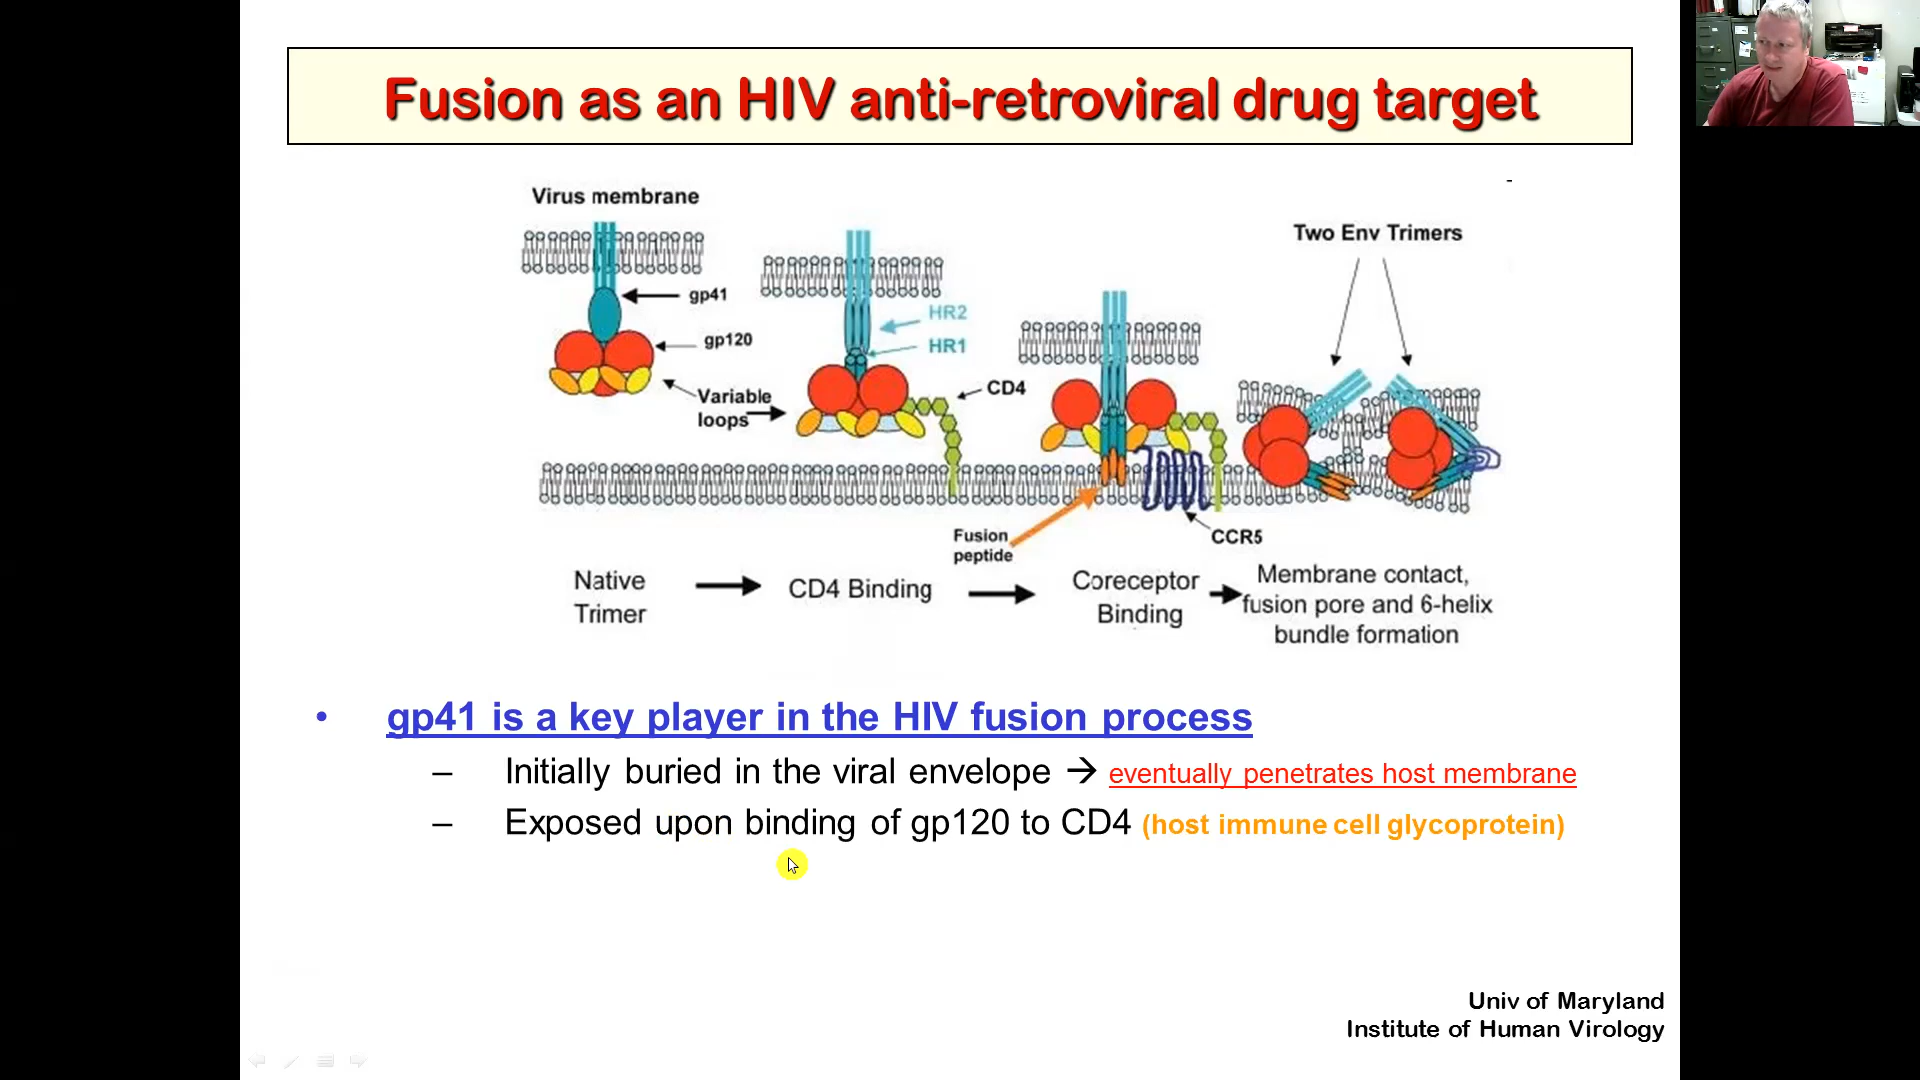 Fusion as an HIV anti-retroviral drug target
Virus membrane
gp41
gp120
Variable
loops
HR2
HR1
CD4
Two Env Trimers
Fusion
peptide
CCR5
Native
Trimer
CD4 Binding
Coreceptor
Binding
Membrane contact,
fusion pore and 6-helix
bundle formation
• gp41 is a key player in the HIV fusion process
– Initially buried in the viral envelope → eventually penetrates host membrane
– Exposed upon binding of gp120 to CD4 (host immune cell glycoprotein)
Univ of Maryland
Institute of Human Virology